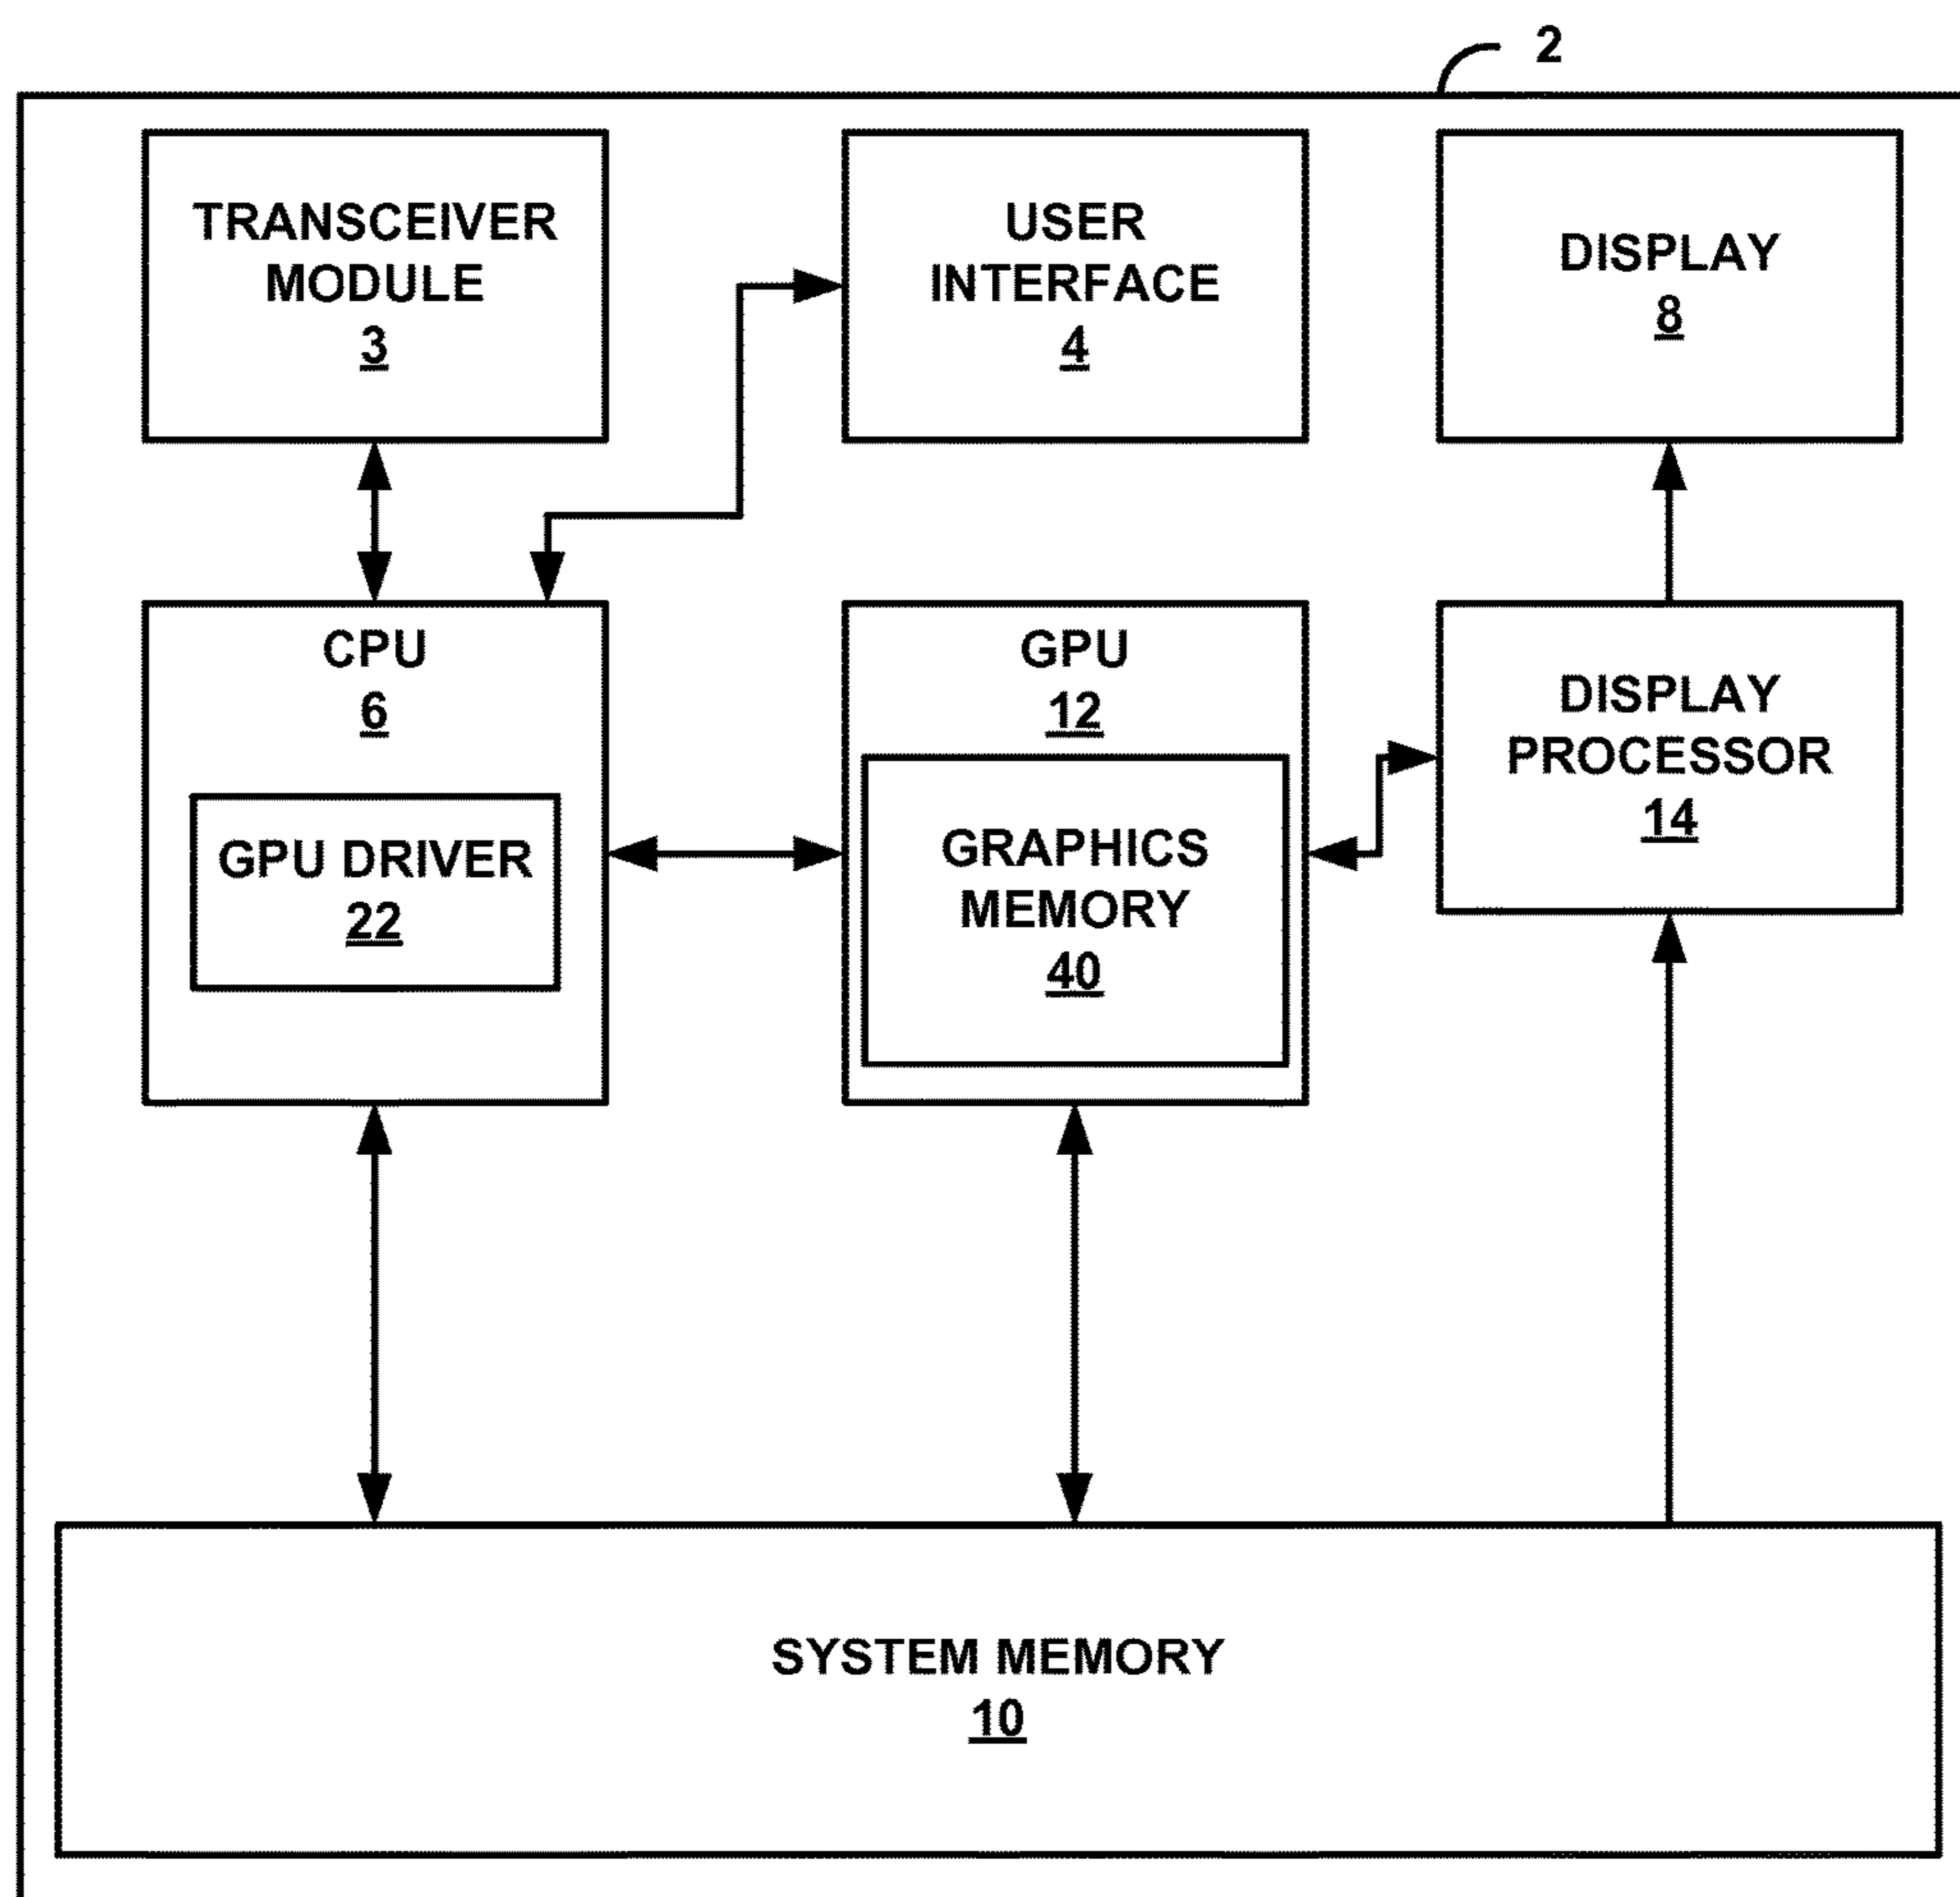 2
TRANSCEIVER
MODULE
3
USER
INTERFACE
4
DISPLAY
8
CPU
6
GPU DRIVER
22
GPU
12
GRAPHICS
MEMORY
40
DISPLAY
PROCESSOR
14
SYSTEM MEMORY
10